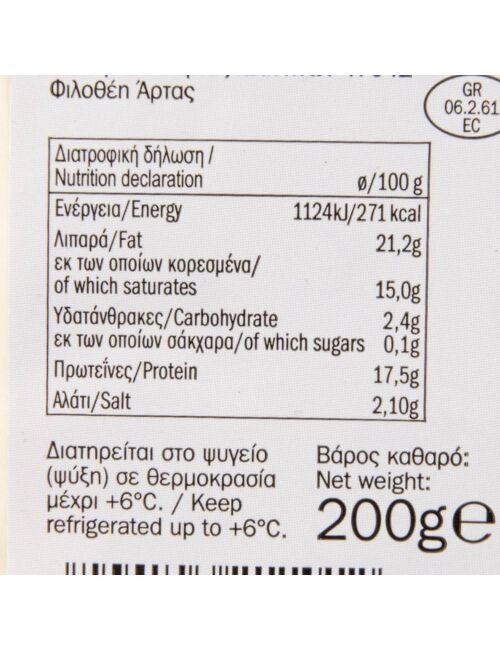 Φιλοθέη Άρτας
GR
06.2.61
EC
Διατροφική δήλωση /
Nutrition declaration ø/100 g
Ενέργεια/Energy 1124kJ/271 kcal
Λιπαρά/Fat 21,2g
εκ των οποίων κορεσμένα/
of which saturates 15,0g
Υδατάνθρακες/Carbohydrate 2,4g
εκ των οποίων σάκχαρα/of which sugars 0,1g
Πρωτεΐνες/Protein 17,5g
Αλάτι/Salt 2,10g
Διατηρείται στο ψυγείο
(ψύξη) σε θερμοκρασία
μέχρι +6°C. / Keep
refrigerated up to +6°C.
Βάρος καθαρό:
Net weight:
200g℮